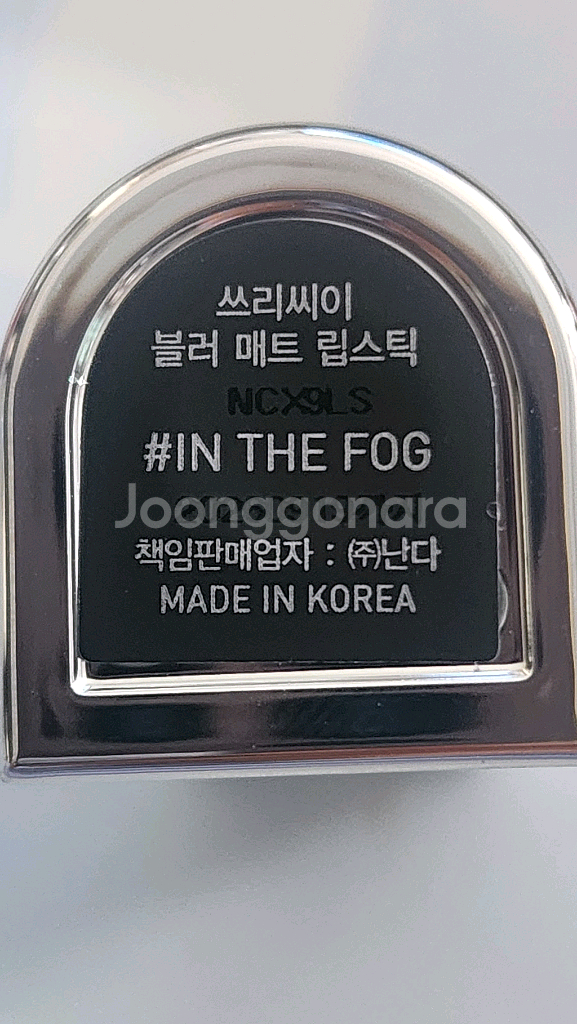 쓰리씨이
블러 매트 립스틱
NCX9LS
#IN THE FOG
Joonggonara
책임판매업자 : ㈜난다
MADE IN KOREA